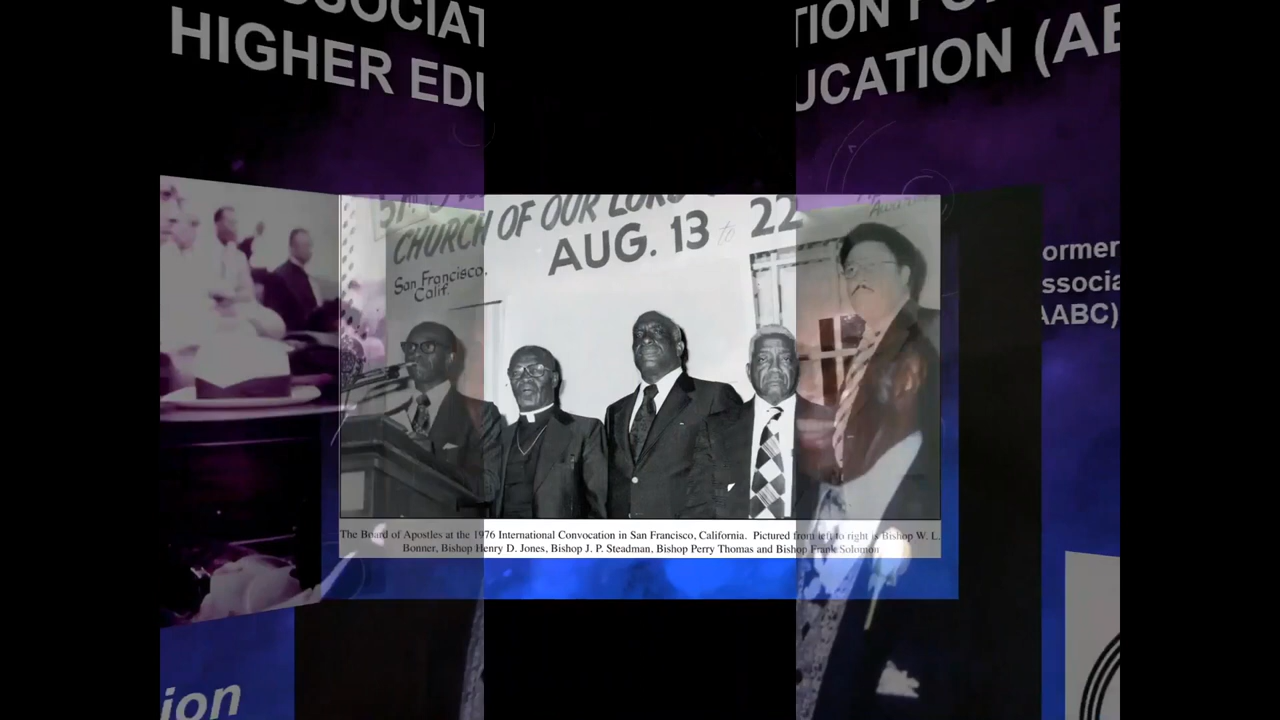 HIGHER EDU
UCATION (AE
CHURCH OF OUR LORD
AUG. 13 to 22
San Francisco,
Calif.
ormer
ssocia
AABC)
The Board of Apostles at the 1976 International Convocation in San Francisco, California. Pictured from left to right is Bishop W. L.
Bonner, Bishop Henry D. Jones, Bishop J. P. Steadman, Bishop Perry Thomas and Bishop Frank Solomon
ion